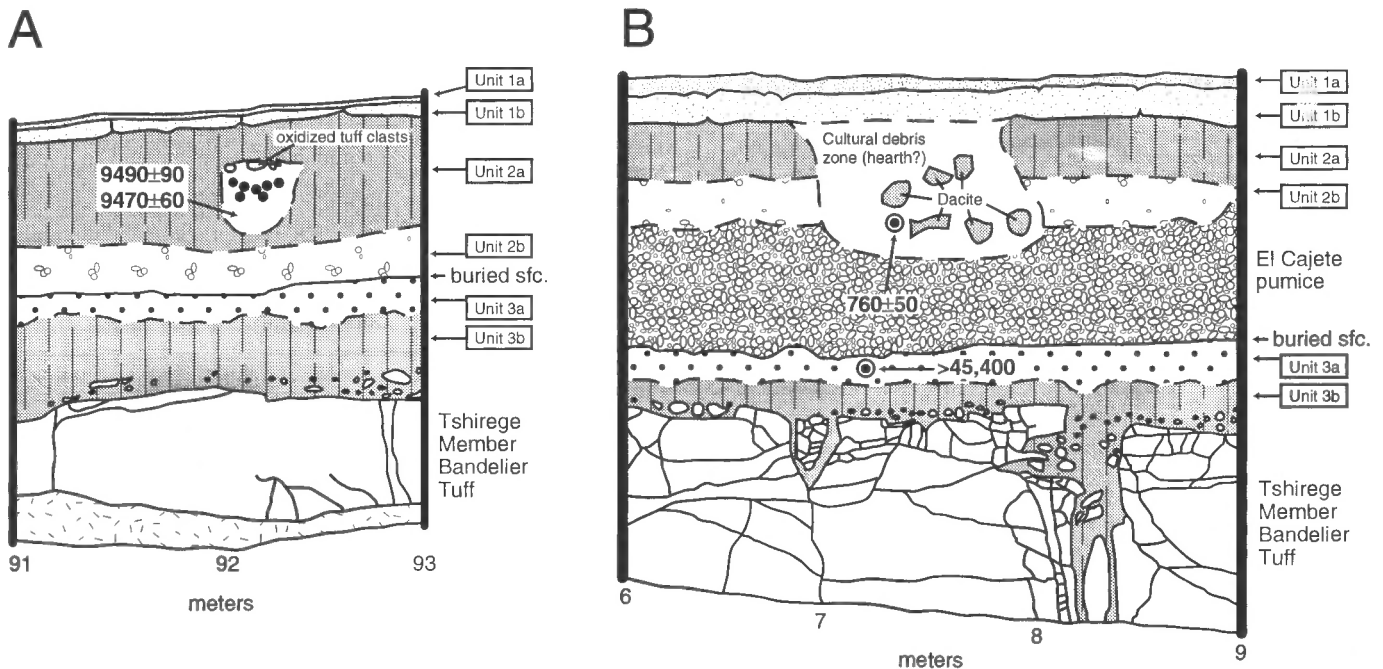 A
Unit 1a
Unit 1b
oxidized tuff clasts
9490±90
9470±60
Unit 2a
Unit 2b
buried sfc.
Unit 3a
Unit 3b
Tshirege
Member
Bandelier
Tuff
91
92
93
meters
B
Unit 1a
Unit 1b
Cultural debris
zone (hearth?)
Unit 2a
Unit 2b
Dacite
El Cajete
pumice
760±50
buried sfc.
>45,400
Unit 3a
Unit 3b
Tshirege
Member
Bandelier
Tuff
6
7
8
9
meters